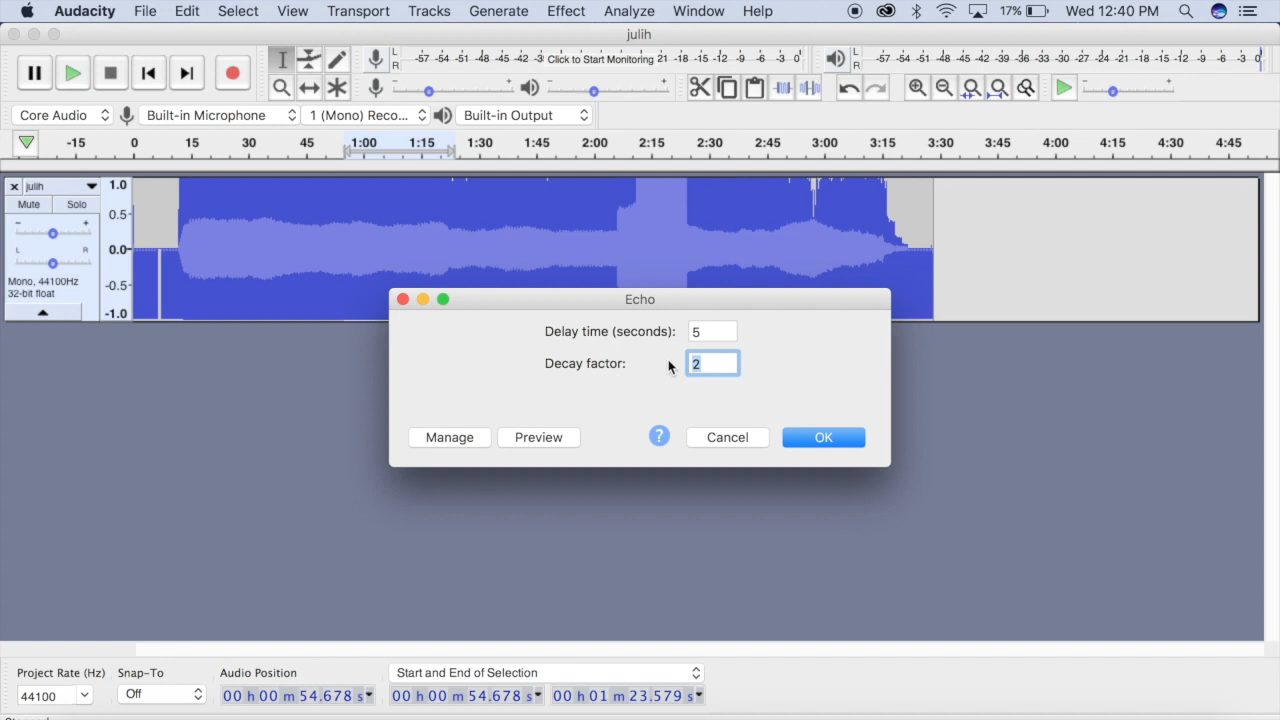 Audacity File Edit Select View Transport Tracks Generate Effect Analyze Window Help 17% Wed 12:40 PM
julih
L R -57 -54 -51 -48 -45 -42 -3 Click to Start Monitoring 21 -18 -15 -12 -9 -6 -3 0 L R -57 -54 -51 -48 -45 -42 -39 -36 -33 -30 -27 -24 -21 -18 -15 -12 -9 -6 -3 0
Core Audio Built-in Microphone 1 (Mono) Reco... Built-in Output
-15 0 15 30 45 1:00 1:15 1:30 1:45 2:00 2:15 2:30 2:45 3:00 3:15 3:30 3:45 4:00 4:15 4:30 4:45
julih 1.0
Mute Solo 0.5
L R 0.0
Mono, 44100Hz -0.5
32-bit float
-1.0
Echo
Delay time (seconds): 5
Decay factor: 2
Manage Preview ? Cancel OK
Project Rate (Hz) Snap-To Audio Position Start and End of Selection
44100 Off 00 h 00 m 54.678 s 00 h 00 m 54.678 s 00 h 01 m 23.579 s